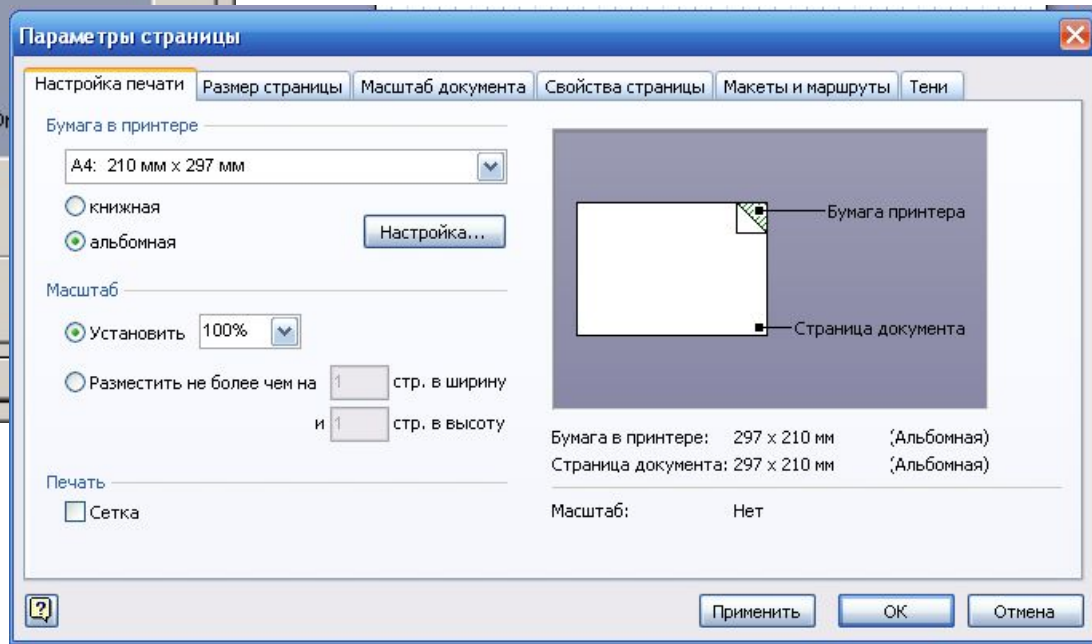 Параметры страницы
Настройка печати Размер страницы Масштаб документа Свойства страницы Макеты и маршруты Тени
Бумага в принтере
A4: 210 мм x 297 мм
книжная
альбомная
Настройка...
Масштаб
Установить 100%
Разместить не более чем на 1 стр. в ширину
и 1 стр. в высоту
Печать
Сетка
Бумага принтера
Страница документа
Бумага в принтере: 297 x 210 мм (Альбомная)
Страница документа: 297 x 210 мм (Альбомная)
Масштаб: Нет
Применить ОК Отмена